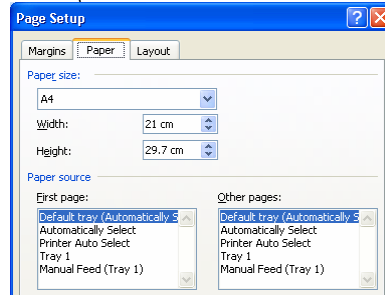 Page Setup
Margins Paper Layout
Paper size:
A4
Width: 21 cm
Height: 29.7 cm
Paper source
First page: Other pages:
Default tray (Automatically S Default tray (Automatically S
Automatically Select Automatically Select
Printer Auto Select Printer Auto Select
Tray 1 Tray 1
Manual Feed (Tray 1) Manual Feed (Tray 1)